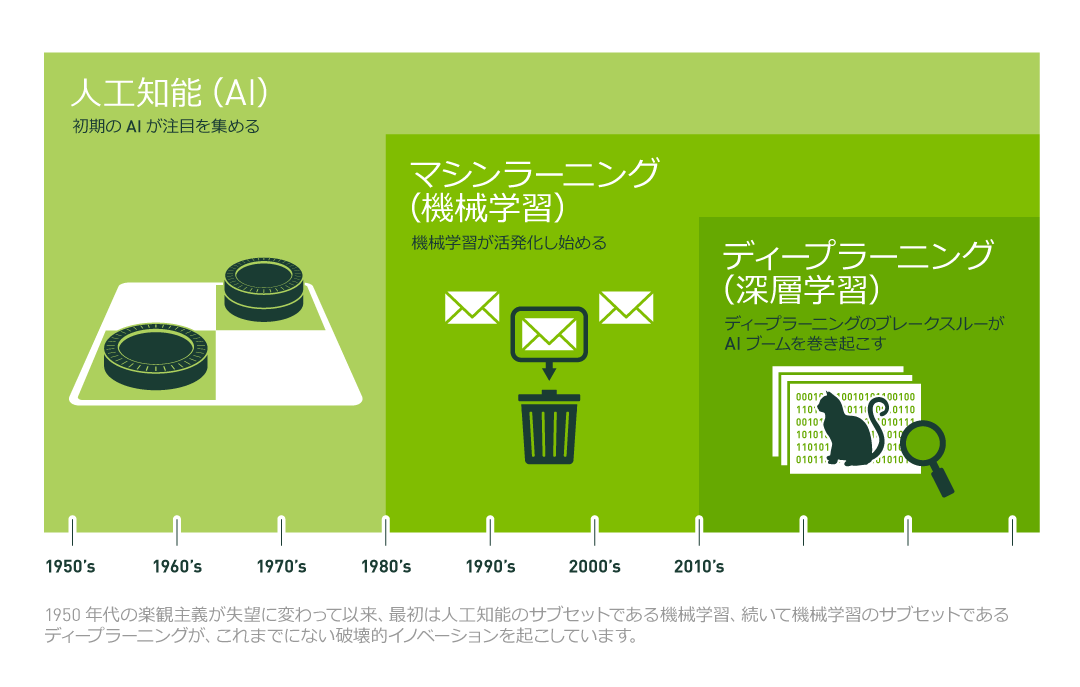 人工知能（AI）
初期の AI が注目を集める
マシンラーニング
（機械学習）
機械学習が活発化し始める
ディープラーニング
（深層学習）
ディープラーニングのブレークスルーが
AI ブームを巻き起こす
1950's 1960's 1970's 1980's 1990's 2000's 2010's
1950 年代の楽観主義が失望に変わって以来、最初は人工知能のサブセットである機械学習、続いて機械学習のサブセットである
ディープラーニングが、これまでにない破壊的イノベーションを起こしています。